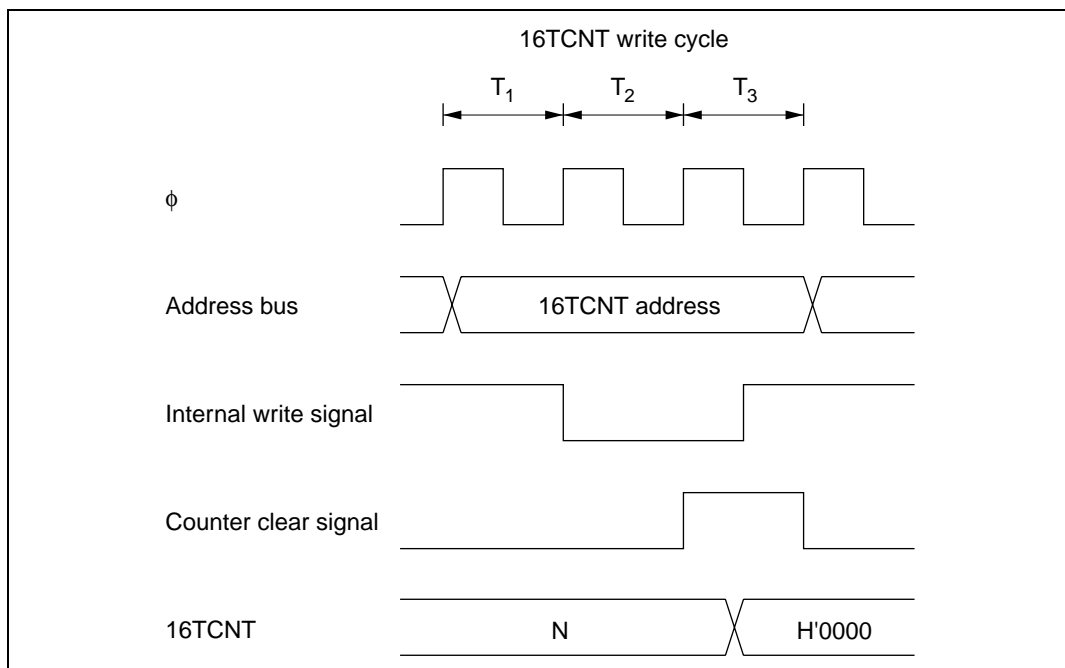 16TCNT write cycle
T1 T2 T3
φ
Address bus 16TCNT address
Internal write signal
Counter clear signal
16TCNT N H'0000